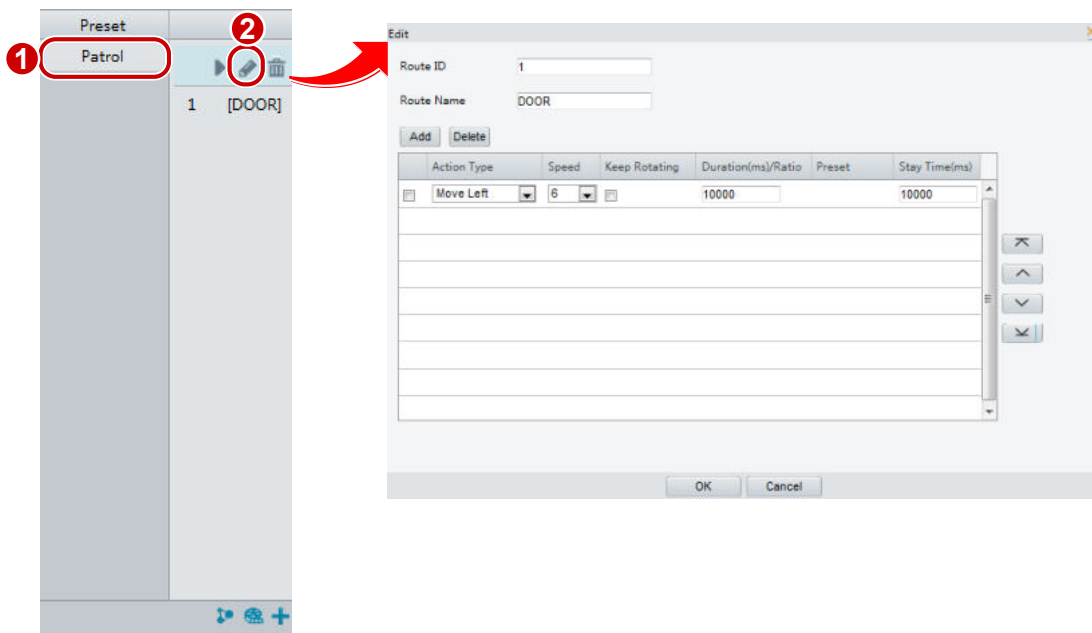 Preset
1
Patrol
2
1 [DOOR]
Edit
Route ID 1
Route Name DOOR
Add Delete
Action Type Speed Keep Rotating Duration(ms)/Ratio Preset Stay Time(ms)
Move Left 6 10000 10000
OK Cancel